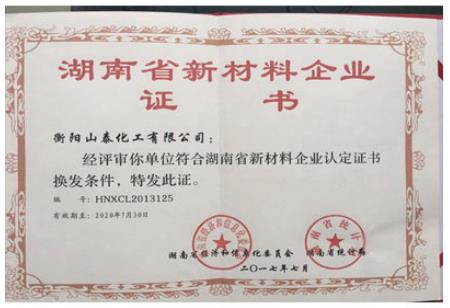 湖南省新材料企业
证书
衡阳山泰化工有限公司：
经评审你单位符合湖南省新材料企业认定证书
换发条件，特发此证。
编 号： HNXCL2013125
有效期至： 2020年7月30日
湖南省经济和信息化委员会 湖南省统计局
二〇一七年七月